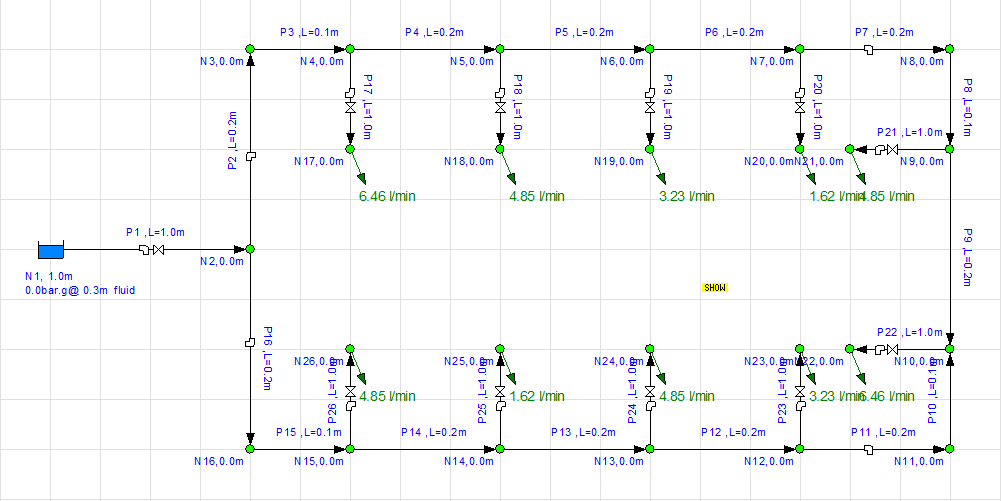 P3 ,L=0.1m
P4 ,L=0.2m
P5 ,L=0.2m
P6 ,L=0.2m
P7 ,L=0.2m
N3,0.0m
N4,0.0m
N5,0.0m
N6,0.0m
N7,0.0m
N8,0.0m
P17 ,L=1.0m
P18 ,L=1.0m
P19 ,L=1.0m
P20 ,L=1.0m
P8 ,L=0.1m
P2 ,L=0.2m
P21 ,L=1.0m
N17,0.0m
N18,0.0m
N19,0.0m
N20,0.0m
N21,0.0m
N9,0.0m
6.46 l/min
4.85 l/min
3.23 l/min
1.62 l/min
4.85 l/min
P1 ,L=1.0m
N2,0.0m
P9 ,L=0.2m
N1, 1.0m
0.0bar.g@ 0.3m fluid
SHOW
P16 ,L=0.2m
P22 ,L=1.0m
N26,0.0m
N25,0.0m
N24,0.0m
N23,0.0m
N22,0.0m
N10,0.0m
4.85 l/min
1.62 l/min
4.85 l/min
3.23 l/min
6.46 l/min
P26 ,L=1.0m
P25 ,L=1.0m
P24 ,L=1.0m
P23 ,L=1.0m
P10 ,L=0.1m
P15 ,L=0.1m
P14 ,L=0.2m
P13 ,L=0.2m
P12 ,L=0.2m
P11 ,L=0.2m
N16,0.0m
N15,0.0m
N14,0.0m
N13,0.0m
N12,0.0m
N11,0.0m